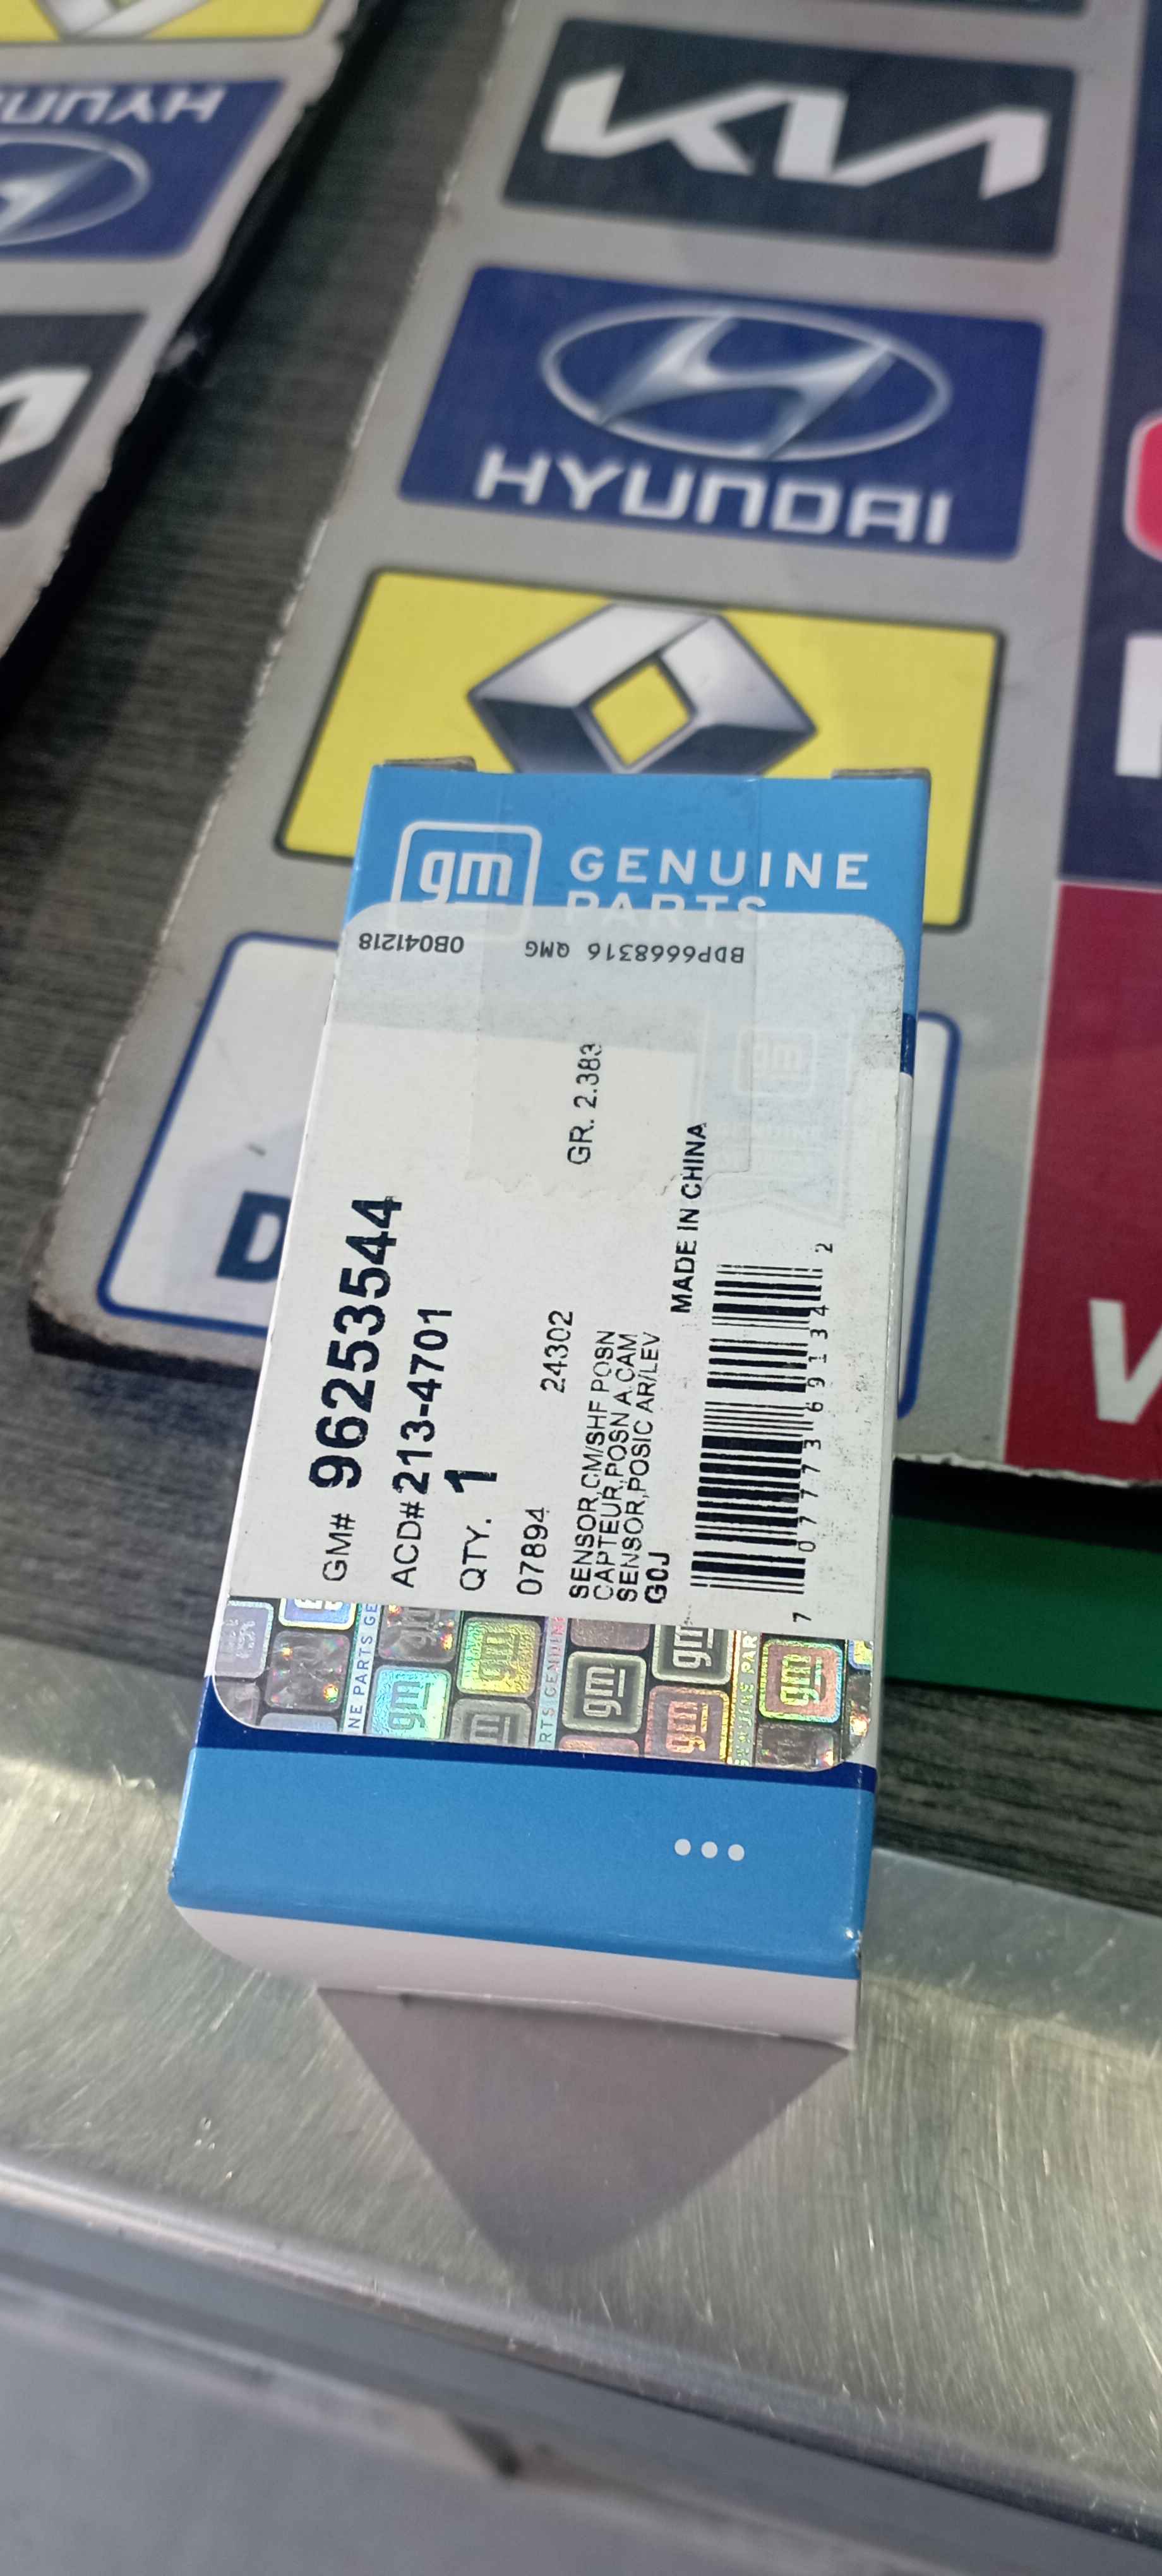 HYUNDAI
KIA
HYUNDAI
gm GENUINE
PARTS
0B041218
BDP6668316 QMG
GM# 96253544
ACD# 213-4701
QTY. 1
07894 24302
GR. 2.383
SENSOR,CM/SHF POSN
CAPTEUR,POSN A.CAM
SENSOR,POSIC AR/LEV
G0J
MADE IN CHINA
7 07773 69134 2